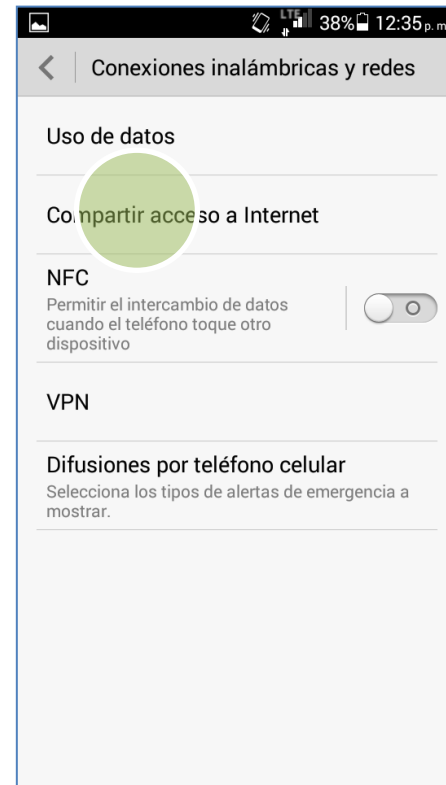 LTE 38% 12:35 p. m
Conexiones inalámbricas y redes
Uso de datos
Compartir acceso a Internet
NFC
Permitir el intercambio de datos
cuando el teléfono toque otro
dispositivo
VPN
Difusiones por teléfono celular
Selecciona los tipos de alertas de emergencia a
mostrar.